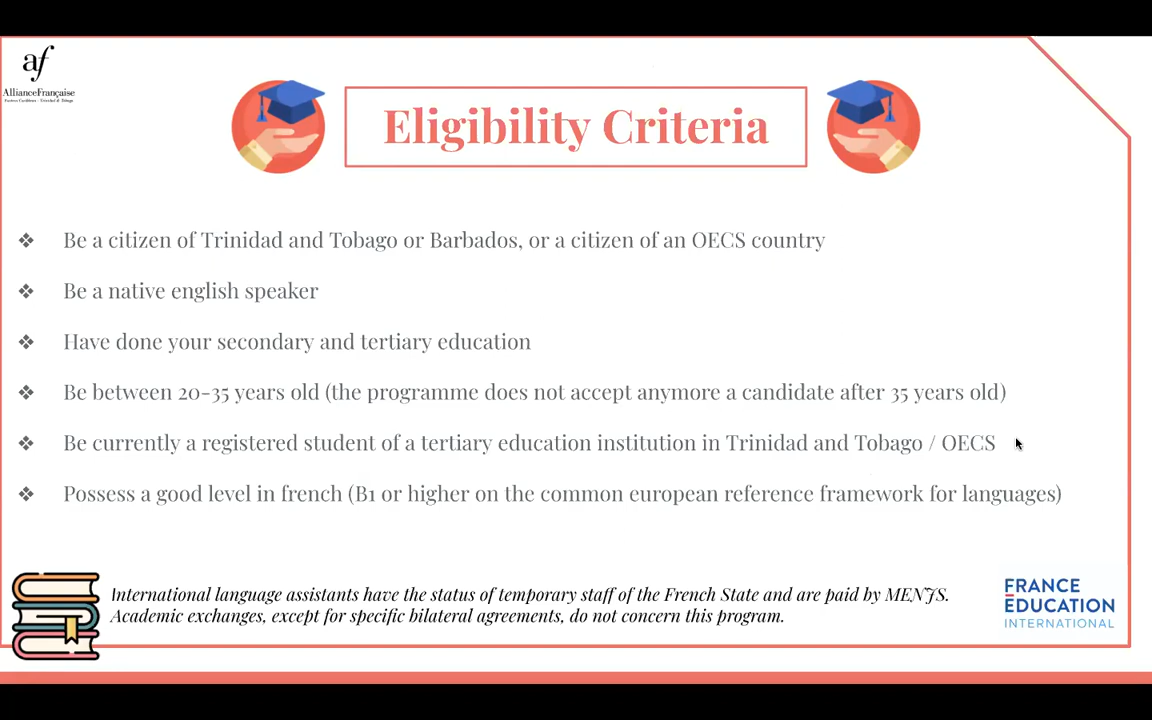 af
AllianceFrançaise
Eastern Caribbean - Trinidad & Tobago
Eligibility Criteria
❖ Be a citizen of Trinidad and Tobago or Barbados, or a citizen of an OECS country
❖ Be a native english speaker
❖ Have done your secondary and tertiary education
❖ Be between 20-35 years old (the programme does not accept anymore a candidate after 35 years old)
❖ Be currently a registered student of a tertiary education institution in Trinidad and Tobago / OECS
❖ Possess a good level in french (B1 or higher on the common european reference framework for languages)
International language assistants have the status of temporary staff of the French State and are paid by MENJS.
Academic exchanges, except for specific bilateral agreements, do not concern this program.
FRANCE
ÉDUCATION
INTERNATIONAL